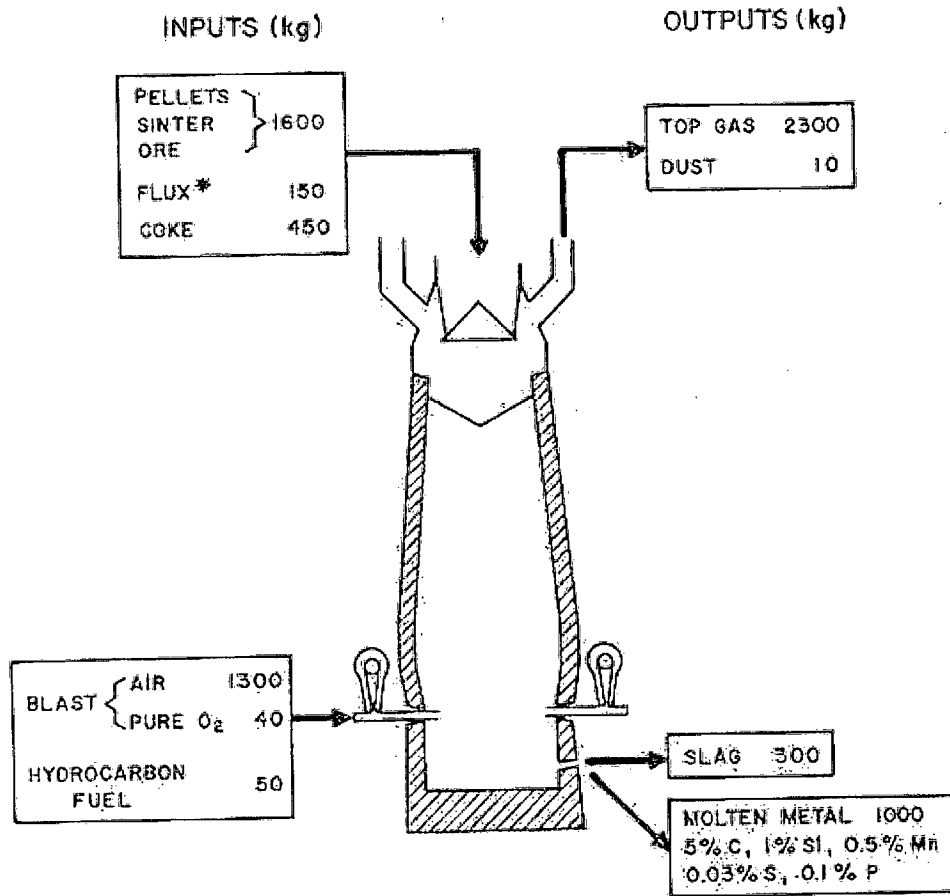 INPUTS (kg)
OUTPUTS (kg)
PELLETS
SINTER 1600
ORE
FLUX* 150
COKE 450
TOP GAS 2300
DUST 10
BLAST
AIR 1300
PURE O₂ 40
HYDROCARBON
FUEL 50
SLAG 300
MOLTEN METAL 1000
5% C, 1% Si, 0.5% Mn
0.03% S, 0.1% P